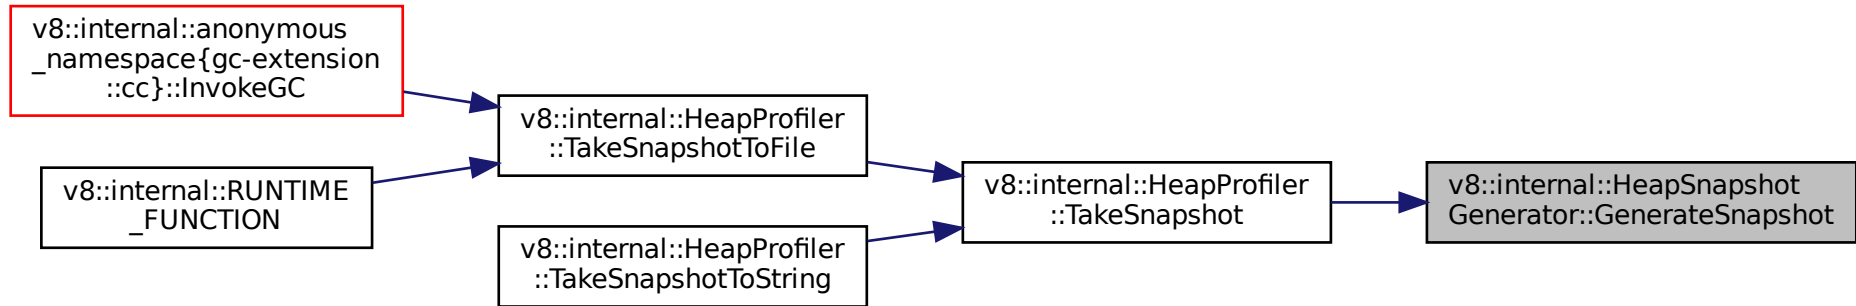 v8::internal::anonymous
_namespace{gc-extension
::cc}::InvokeGC
v8::internal::RUNTIME
_FUNCTION
v8::internal::HeapProfiler
::TakeSnapshotToFile
v8::internal::HeapProfiler
::TakeSnapshotToString
v8::internal::HeapProfiler
::TakeSnapshot
v8::internal::HeapSnapshot
Generator::GenerateSnapshot